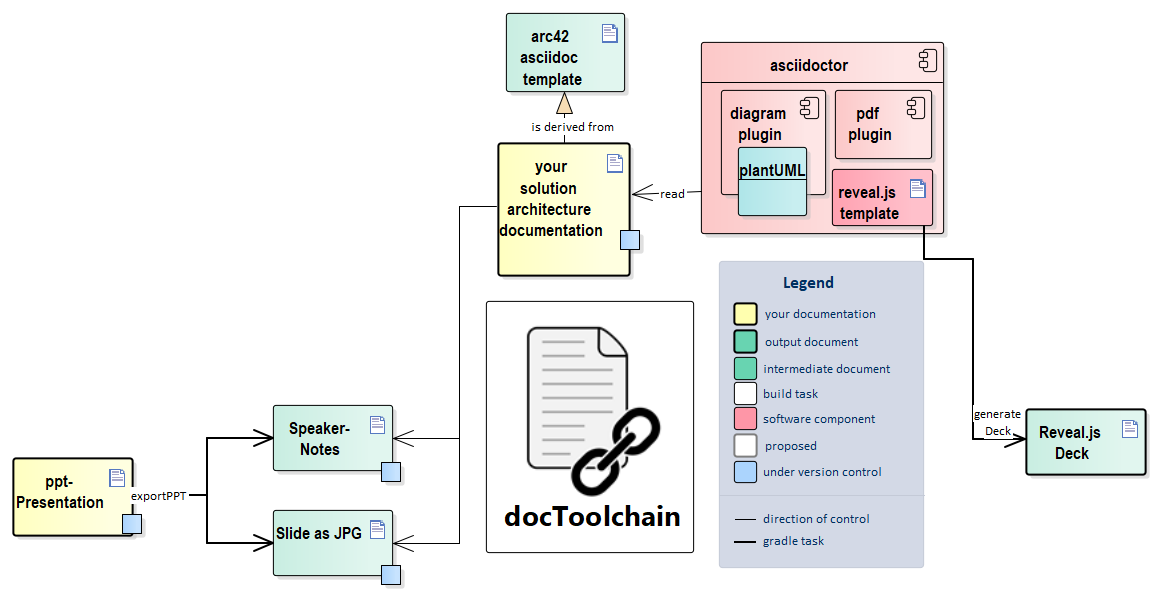 arc42
asciidoc
template
is derived from
your
solution
architecture
documentation
read
asciidoctor
diagram
plugin
plantUML
pdf
plugin
reveal.js
template
Legend
your documentation
output document
intermediate document
build task
software component
proposed
under version control
direction of control
gradle task
generate
Deck
Reveal.js
Deck
docToolchain
Speaker-
Notes
Slide as JPG
exportPPT
ppt-
Presentation